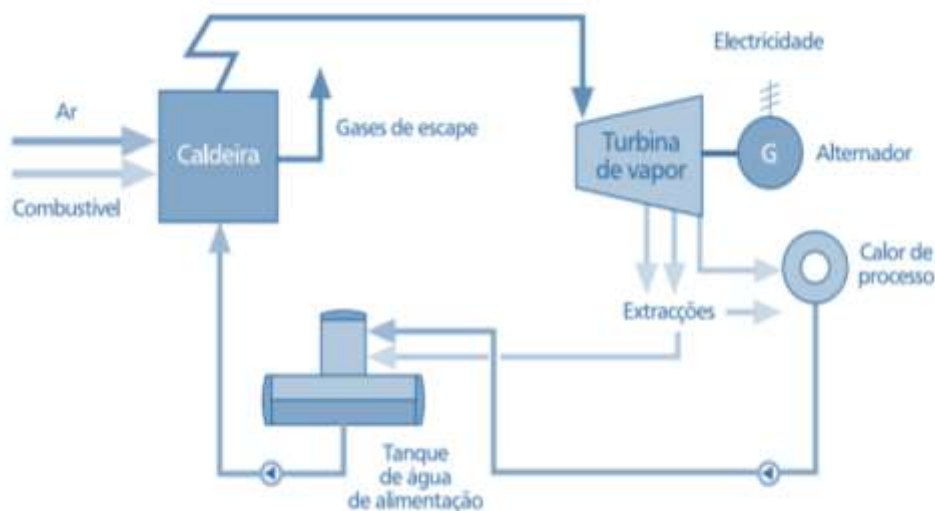 Electricidade
Ar
Gases de escape
Caldeira
Turbina
de vapor
G
Alternador
Combustível
Calor de
processo
Extracções
Tanque
de água
de alimentação